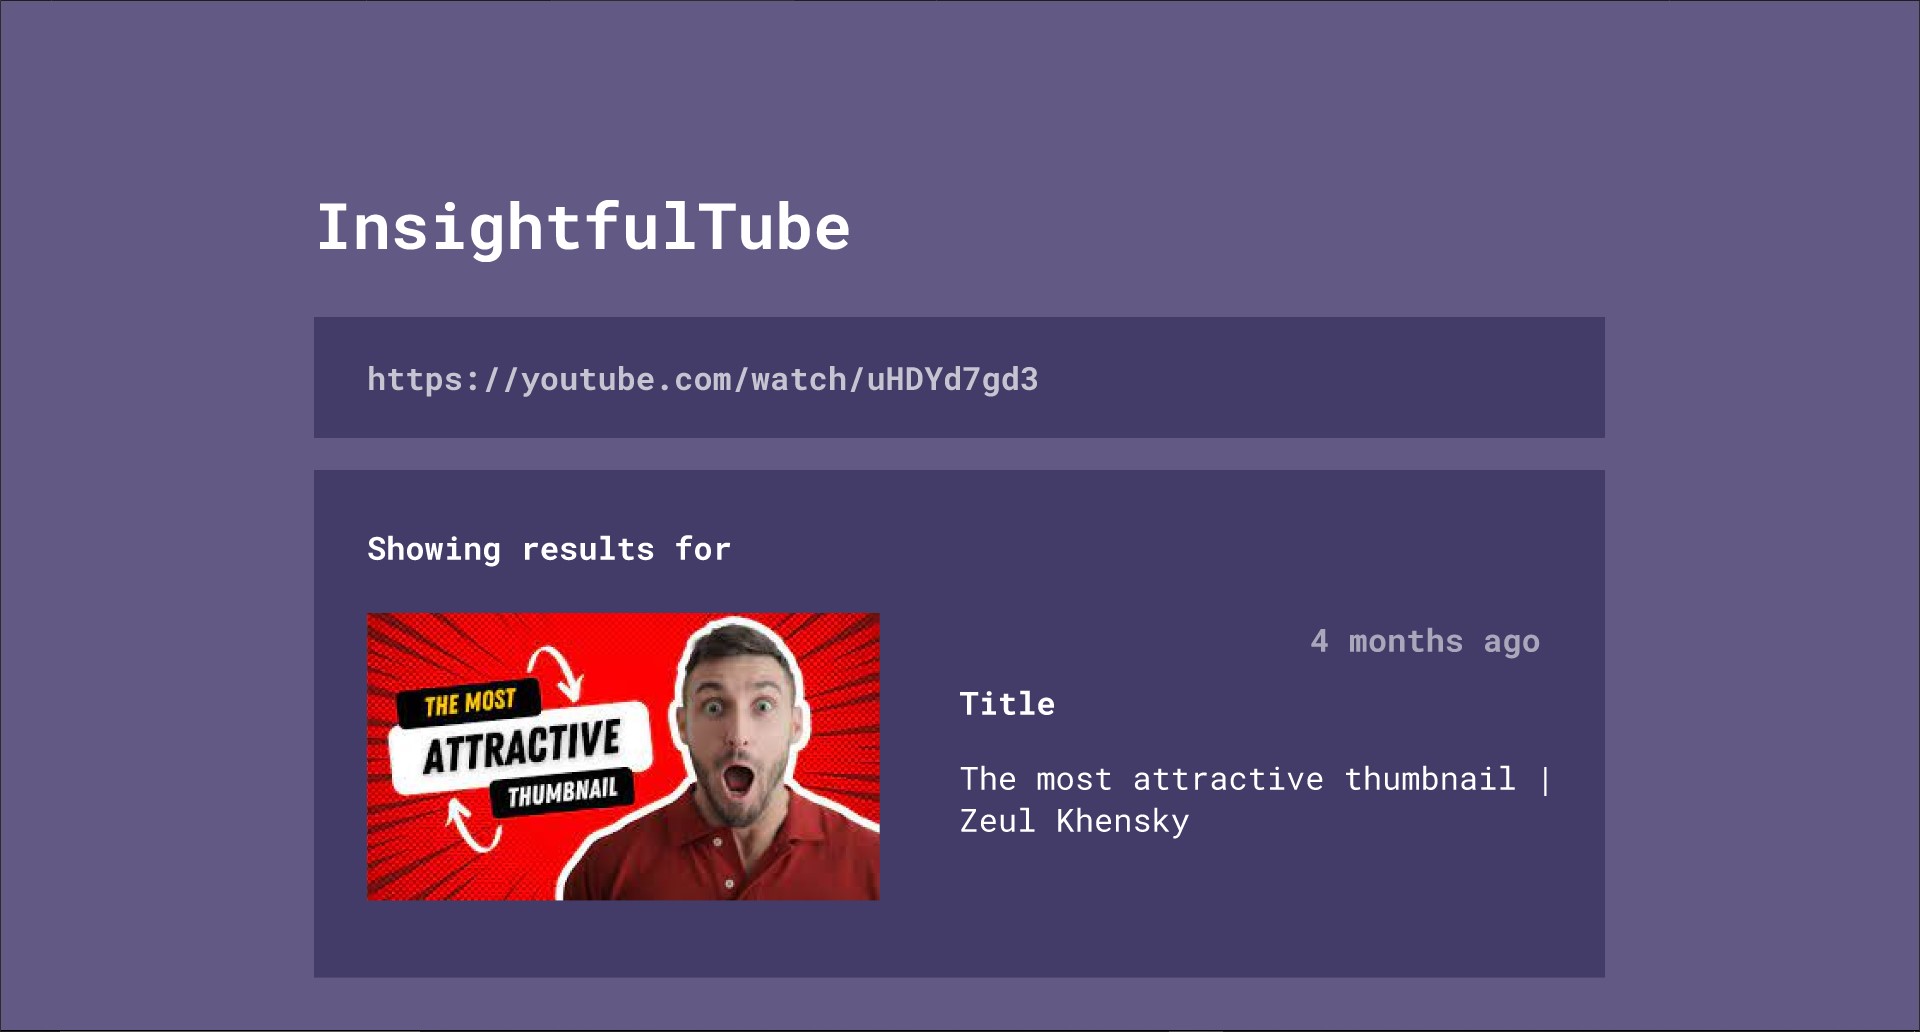 InsightfulTube
https://youtube.com/watch/uHDYd7gd3
Showing results for
THE MOST
ATTRACTIVE
THUMBNAIL
4 months ago
Title
The most attractive thumbnail |
Zeul Khensky